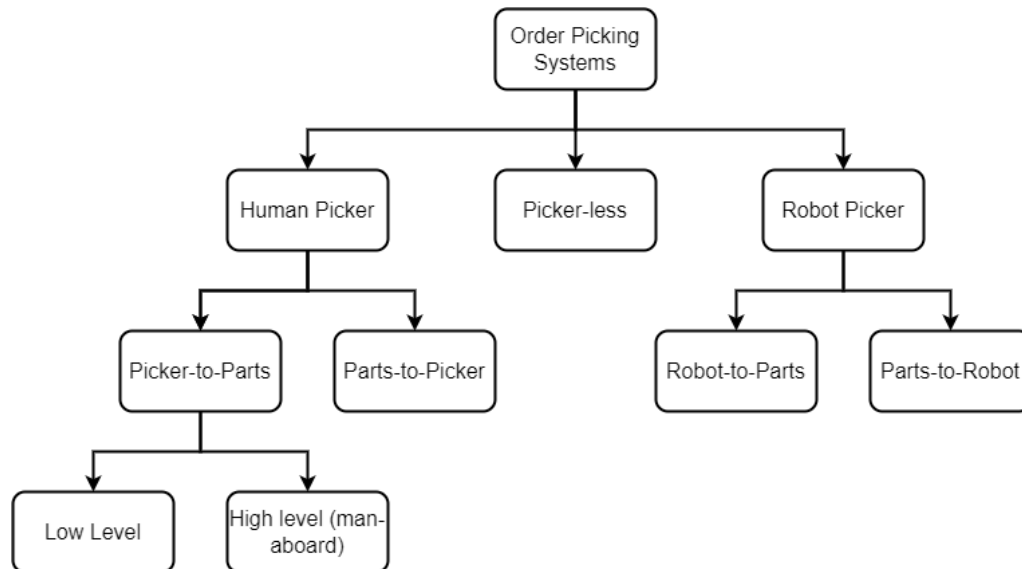 Order Picking
Systems
Human Picker
Picker-less
Robot Picker
Picker-to-Parts
Parts-to-Picker
Robot-to-Parts
Parts-to-Robot
Low Level
High level (man-
aboard)